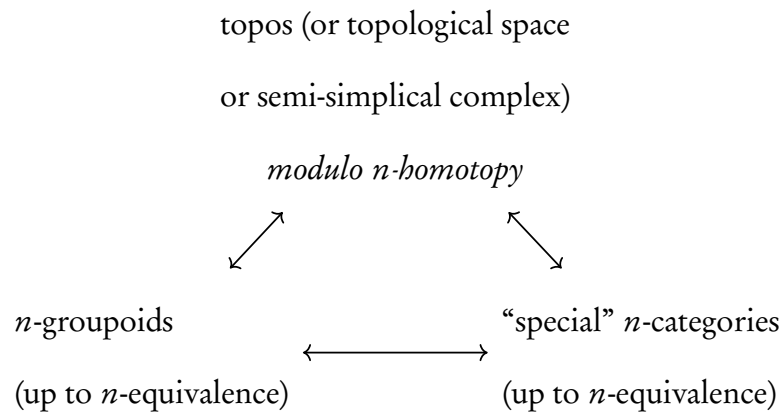 topos (or topological space
or semi-simplical complex)
modulo n-homotopy
n-groupoids
(up to n-equivalence)
“special” n-categories
(up to n-equivalence)